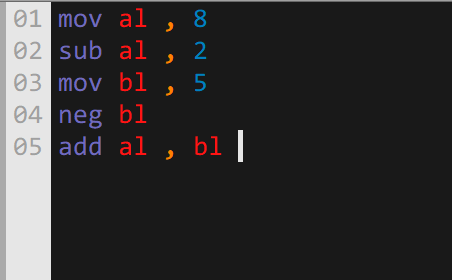 01 mov al , 8
02 sub al , 2
03 mov bl , 5
04 neg bl
05 add al , bl